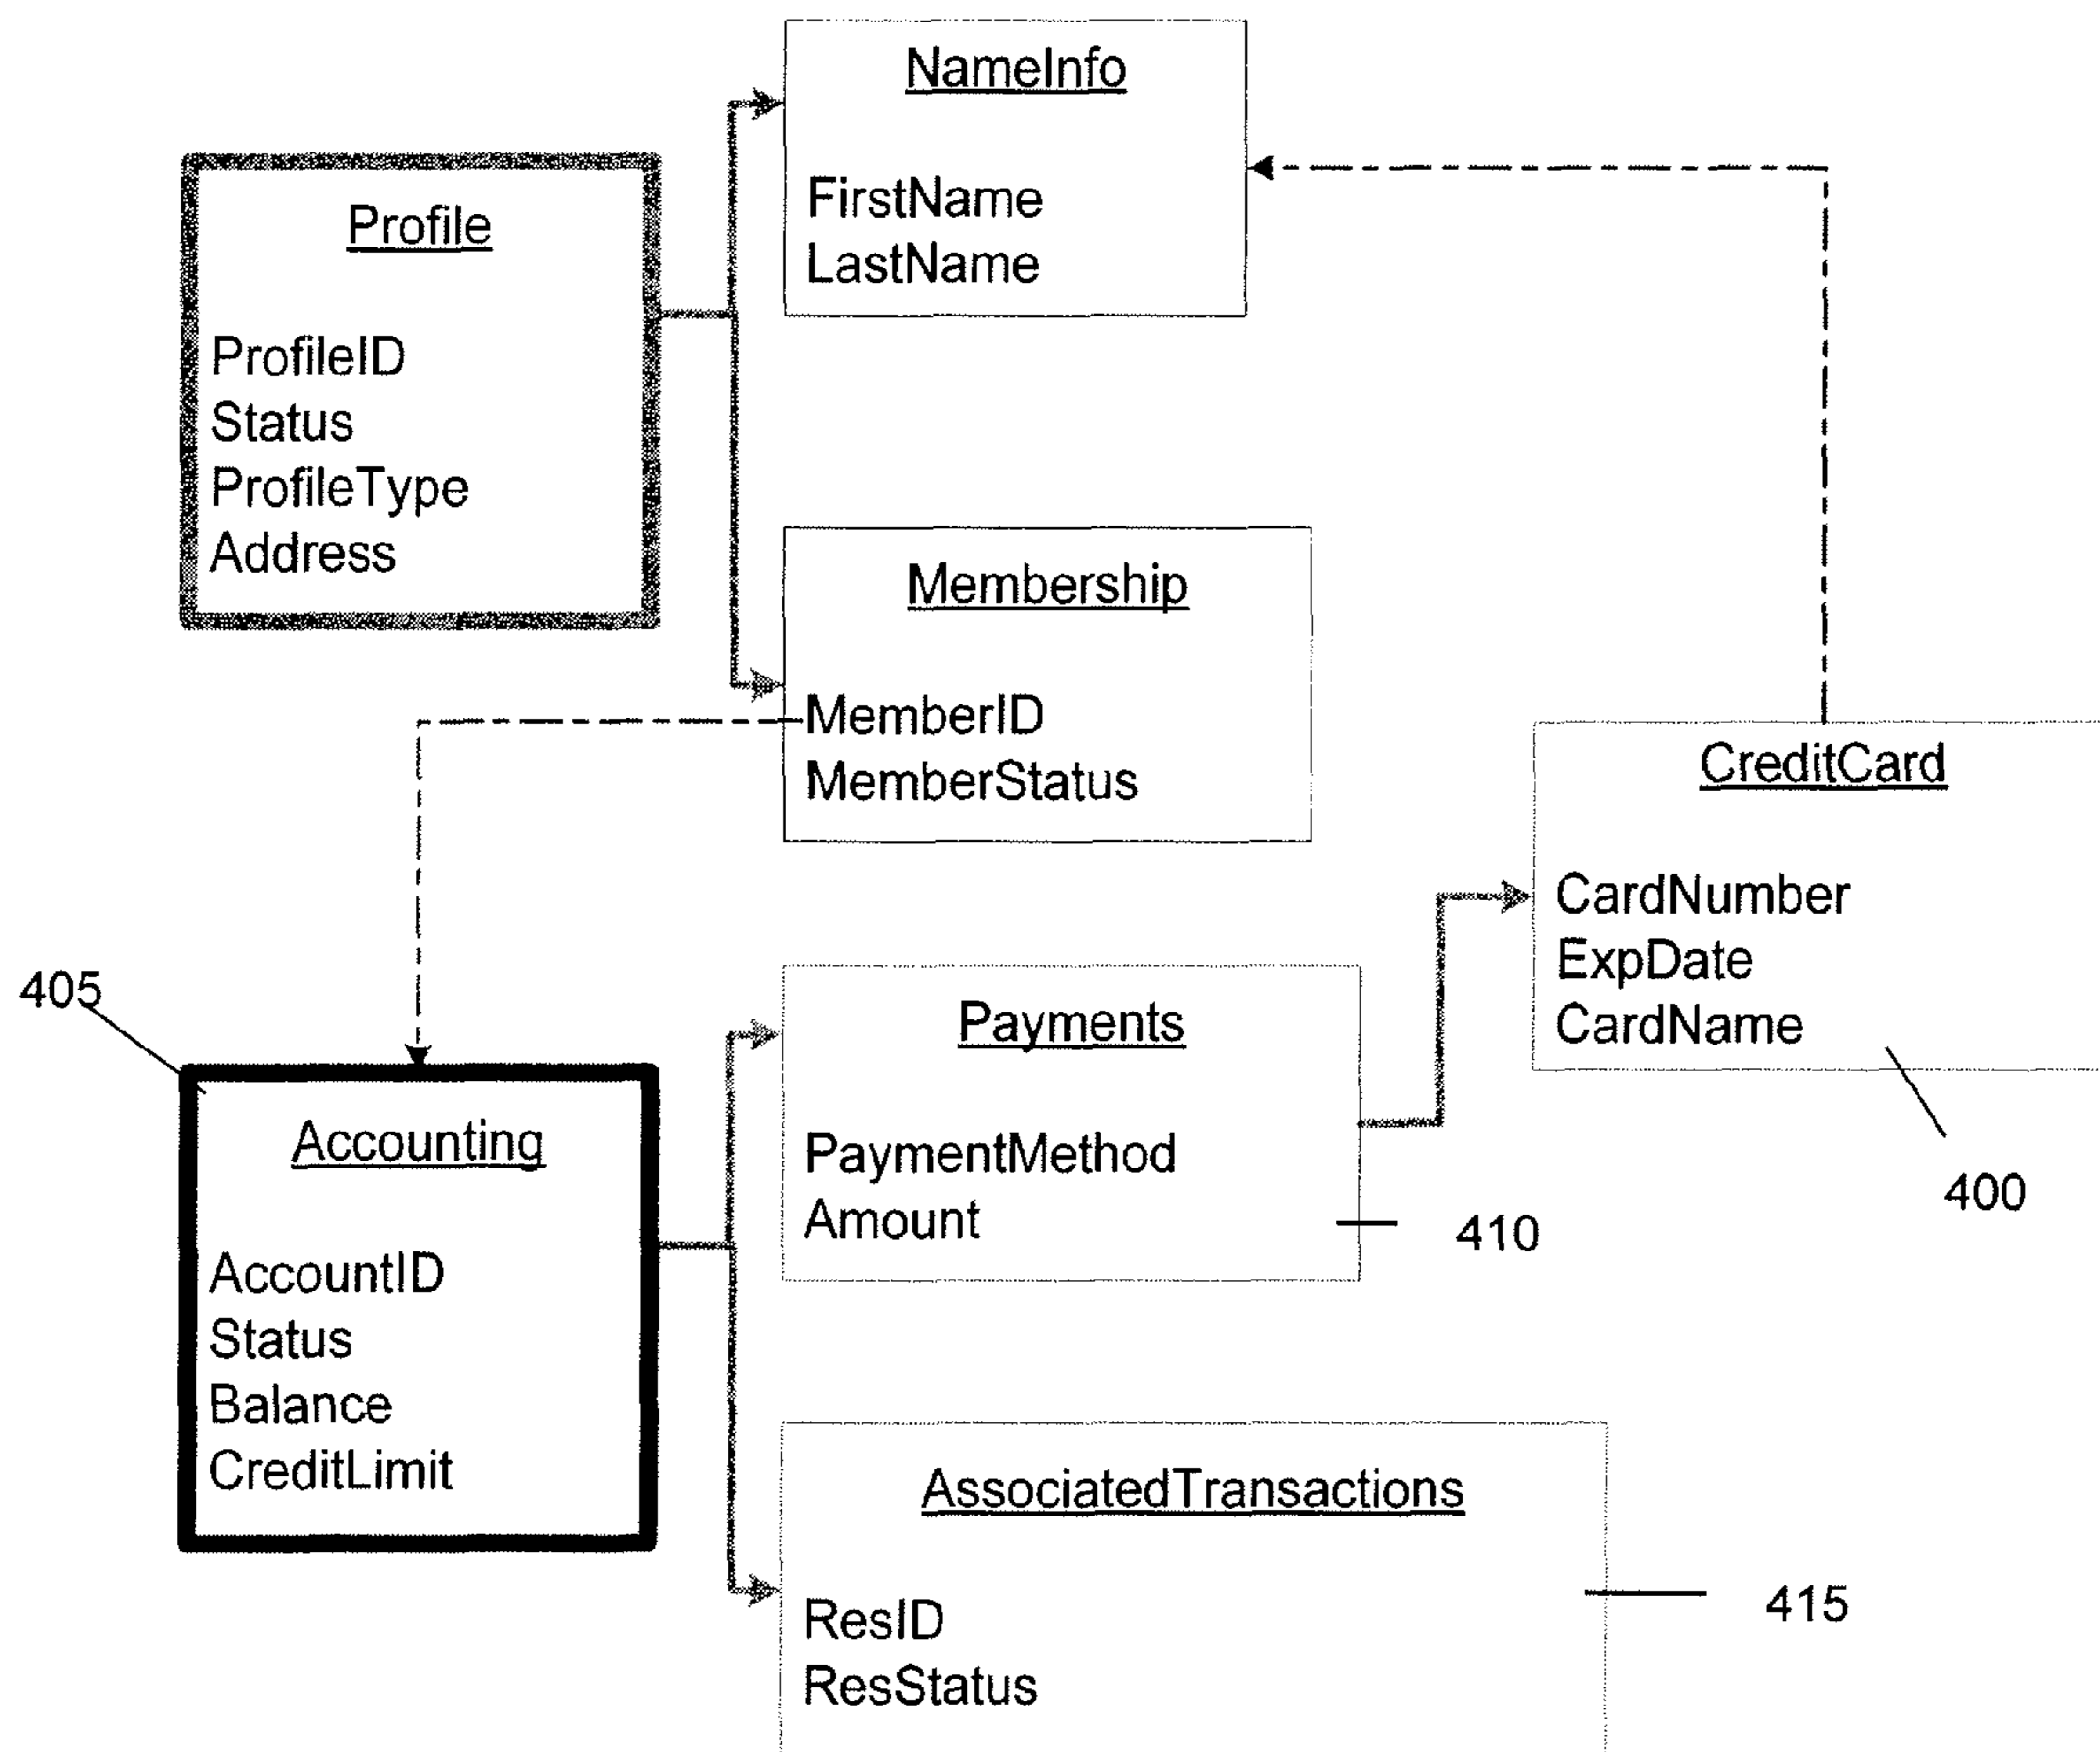 NameInfo
FirstName
LastName
Profile
ProfileID
Status
ProfileType
Address
Membership
MemberID
MemberStatus
CreditCard
CardNumber
ExpDate
CardName
400
405
Accounting
AccountID
Status
Balance
CreditLimit
Payments
PaymentMethod
Amount
410
AssociatedTransactions
ResID
ResStatus
415